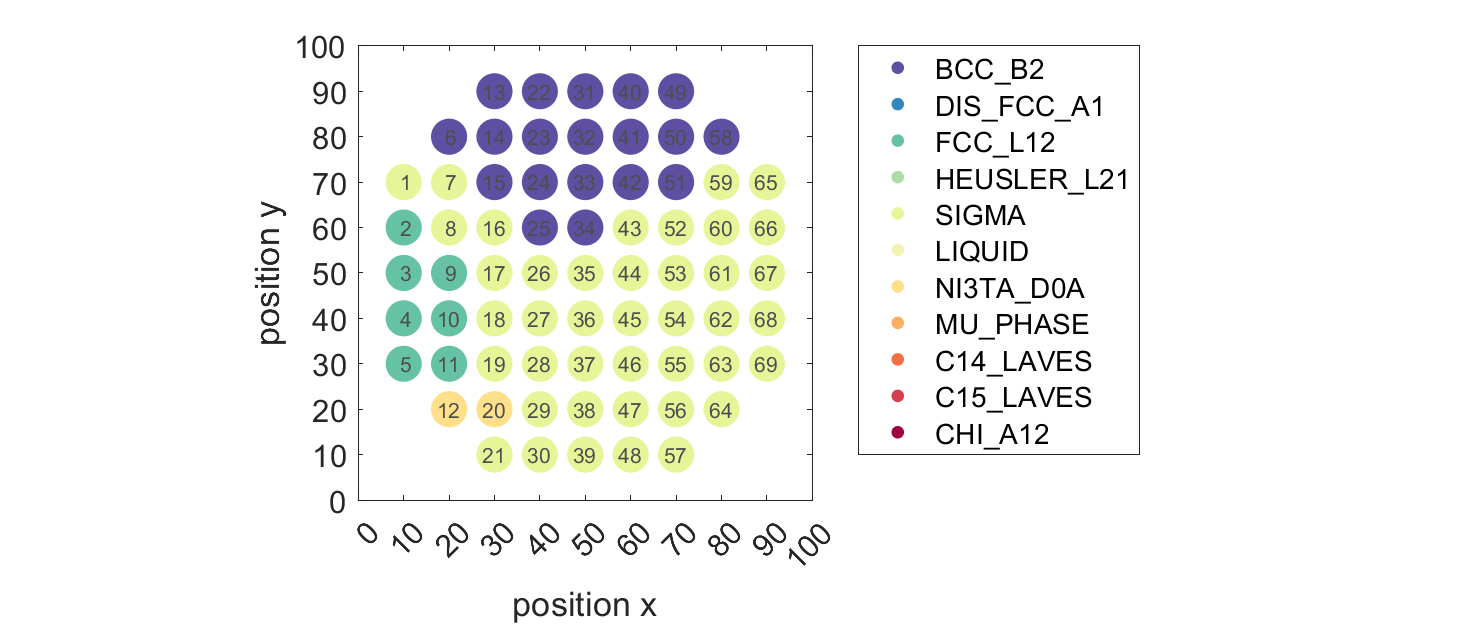 100
90 13 22 31 40 49
80 6 14 23 32 41 50 58
70 1 7 15 24 33 42 51 59 65
60 2 8 16 25 34 43 52 60 66
50 3 9 17 26 35 44 53 61 67
40 4 10 18 27 36 45 54 62 68
30 5 11 19 28 37 46 55 63 69
20 12 20 29 38 47 56 64
10 21 30 39 48 57
0
0 10 20 30 40 50 60 70 80 90 100
position x
position y
BCC_B2
DIS_FCC_A1
FCC_L12
HEUSLER_L21
SIGMA
LIQUID
NI3TA_D0A
MU_PHASE
C14_LAVES
C15_LAVES
CHI_A12